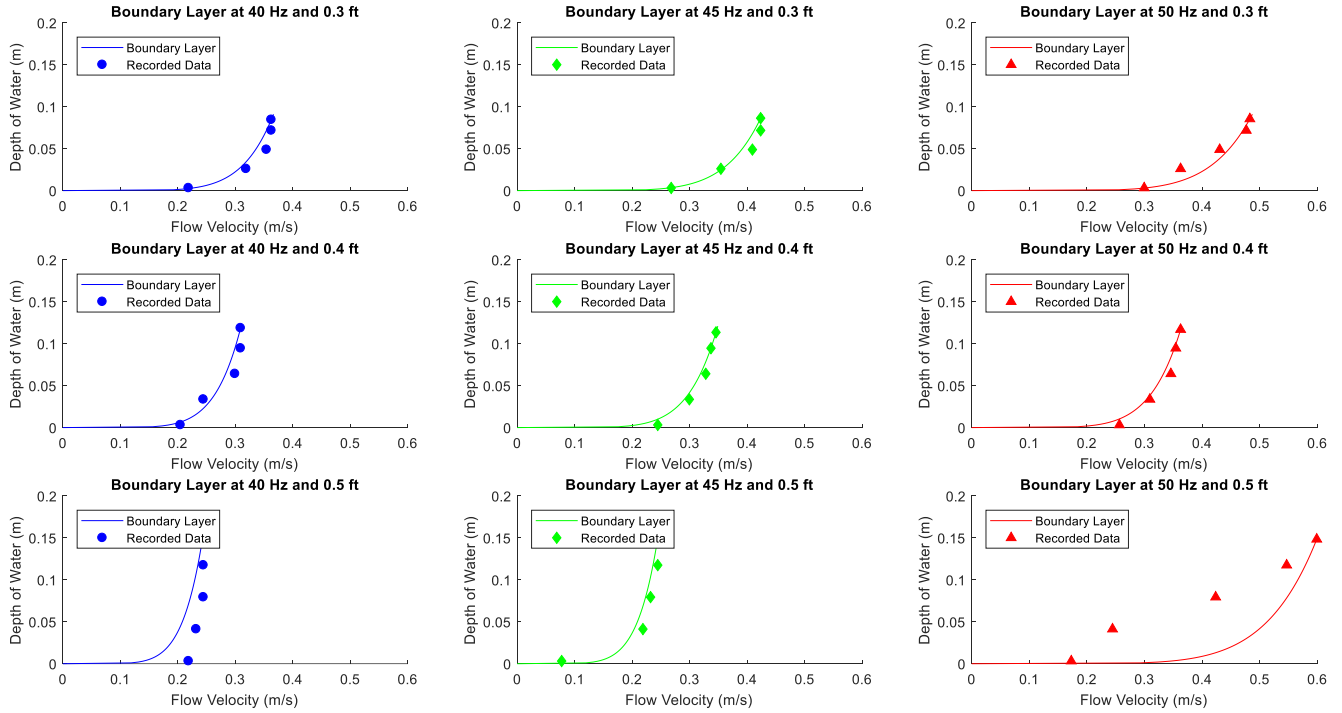 Boundary Layer at 40 Hz and 0.3 ft
0.2
0.15
0.1
0.05
0
Depth of Water (m)
Boundary Layer
Recorded Data
0 0.1 0.2 0.3 0.4 0.5 0.6
Flow Velocity (m/s)
Boundary Layer at 45 Hz and 0.3 ft
0.2
0.15
0.1
0.05
0
Depth of Water (m)
Boundary Layer
Recorded Data
0 0.1 0.2 0.3 0.4 0.5 0.6
Flow Velocity (m/s)
Boundary Layer at 50 Hz and 0.3 ft
0.2
0.15
0.1
0.05
0
Depth of Water (m)
Boundary Layer
Recorded Data
0 0.1 0.2 0.3 0.4 0.5 0.6
Flow Velocity (m/s)
Boundary Layer at 40 Hz and 0.4 ft
0.2
0.15
0.1
0.05
0
Depth of Water (m)
Boundary Layer
Recorded Data
0 0.1 0.2 0.3 0.4 0.5 0.6
Flow Velocity (m/s)
Boundary Layer at 45 Hz and 0.4 ft
0.2
0.15
0.1
0.05
0
Depth of Water (m)
Boundary Layer
Recorded Data
0 0.1 0.2 0.3 0.4 0.5 0.6
Flow Velocity (m/s)
Boundary Layer at 50 Hz and 0.4 ft
0.2
0.15
0.1
0.05
0
Depth of Water (m)
Boundary Layer
Recorded Data
0 0.1 0.2 0.3 0.4 0.5 0.6
Flow Velocity (m/s)
Boundary Layer at 40 Hz and 0.5 ft
0.2
0.15
0.1
0.05
0
Depth of Water (m)
Boundary Layer
Recorded Data
0 0.1 0.2 0.3 0.4 0.5 0.6
Flow Velocity (m/s)
Boundary Layer at 45 Hz and 0.5 ft
0.2
0.15
0.1
0.05
0
Depth of Water (m)
Boundary Layer
Recorded Data
0 0.1 0.2 0.3 0.4 0.5 0.6
Flow Velocity (m/s)
Boundary Layer at 50 Hz and 0.5 ft
0.2
0.15
0.1
0.05
0
Depth of Water (m)
Boundary Layer
Recorded Data
0 0.1 0.2 0.3 0.4 0.5 0.6
Flow Velocity (m/s)